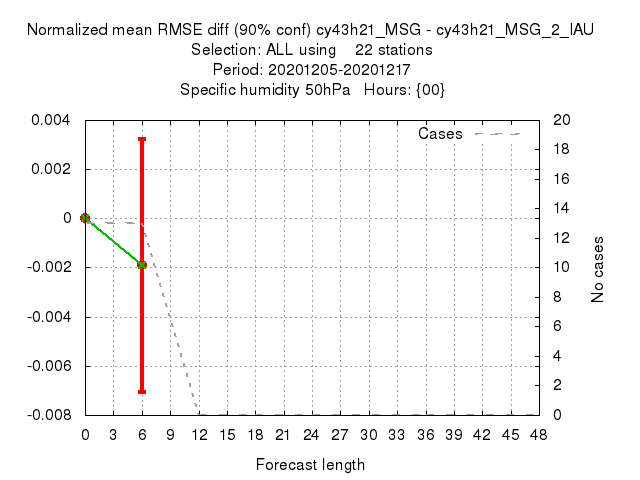 Normalized mean RMSE diff (90% conf) cy43h21_MSG - cy43h21_MSG_2_IAU
Selection: ALL using 22 stations
Period: 20201205-20201217
Specific humidity 50hPa Hours: {00}
Cases
0.004
0.002
0
-0.002
-0.004
-0.006
-0.008
20
18
16
14
12
10
8
6
4
2
0
No cases
0 3 6 9 12 15 18 21 24 27 30 33 36 39 42 45 48
Forecast length